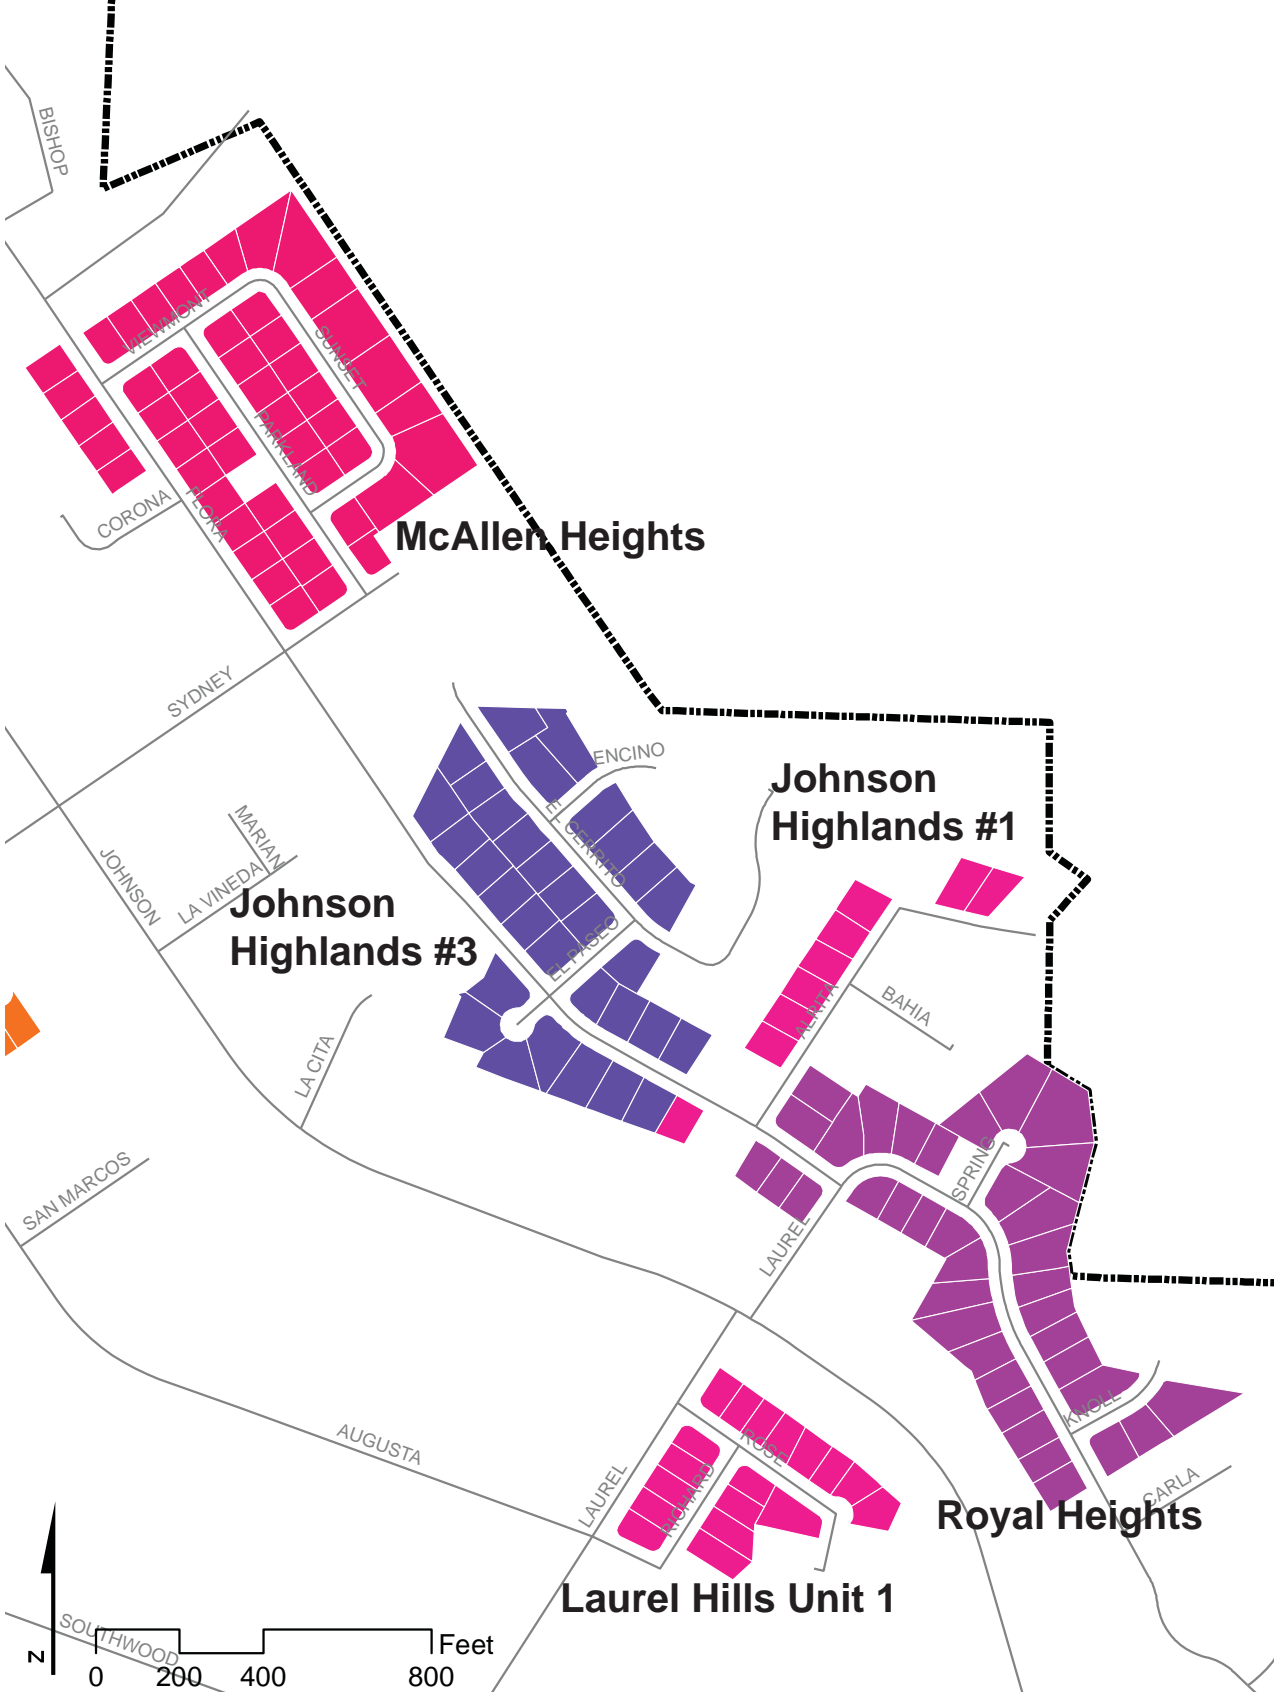 BISHOP
VIEWMONT
SUNSET
PARKLAND
CORONA
FLORA
McAllen Heights
SYDNEY
ENCINO
Johnson
Highlands #1
EL CERRITO
MARIAN
JOHNSON
LA VINEDA
Johnson
Highlands #3
EL PASEO
ALRITA
BAHIA
LA CITA
SPRING
SAN MARCOS
LAUREL
KNOLL
AUGUSTA
ROSE
LAUREL
RICHARD
CARLA
Royal Heights
Laurel Hills Unit 1
SOUTHWOOD
Feet
0 200 400 800
N